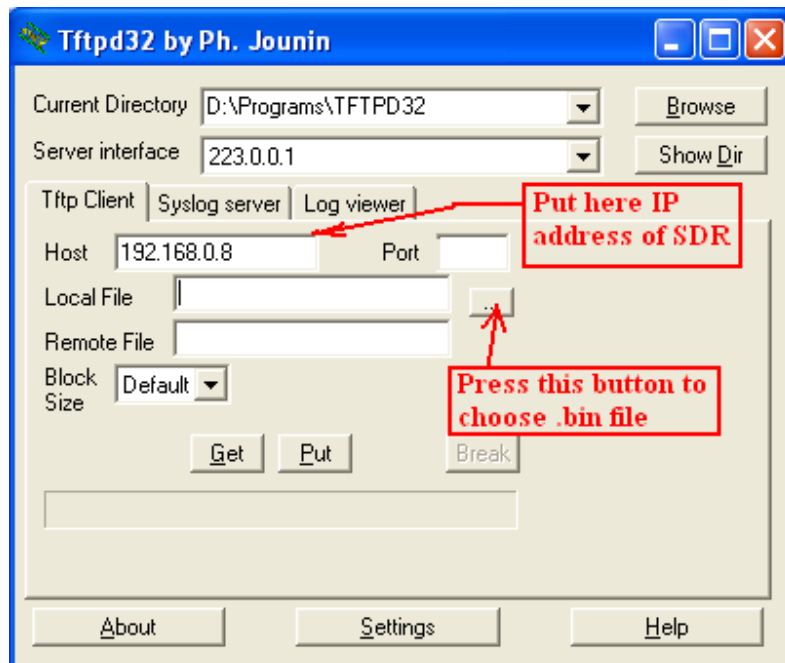 Tftpd32 by Ph. Jounin
Current Directory D:\Programs\TFTPD32 Browse
Server interface 223.0.0.1 Show Dir
Tftp Client Syslog server Log viewer
Put here IP
address of SDR
Host 192.168.0.8 Port
Local File ...
Remote File
Block
Size
Default
Press this button to
choose .bin file
Get Put Break
About Settings Help